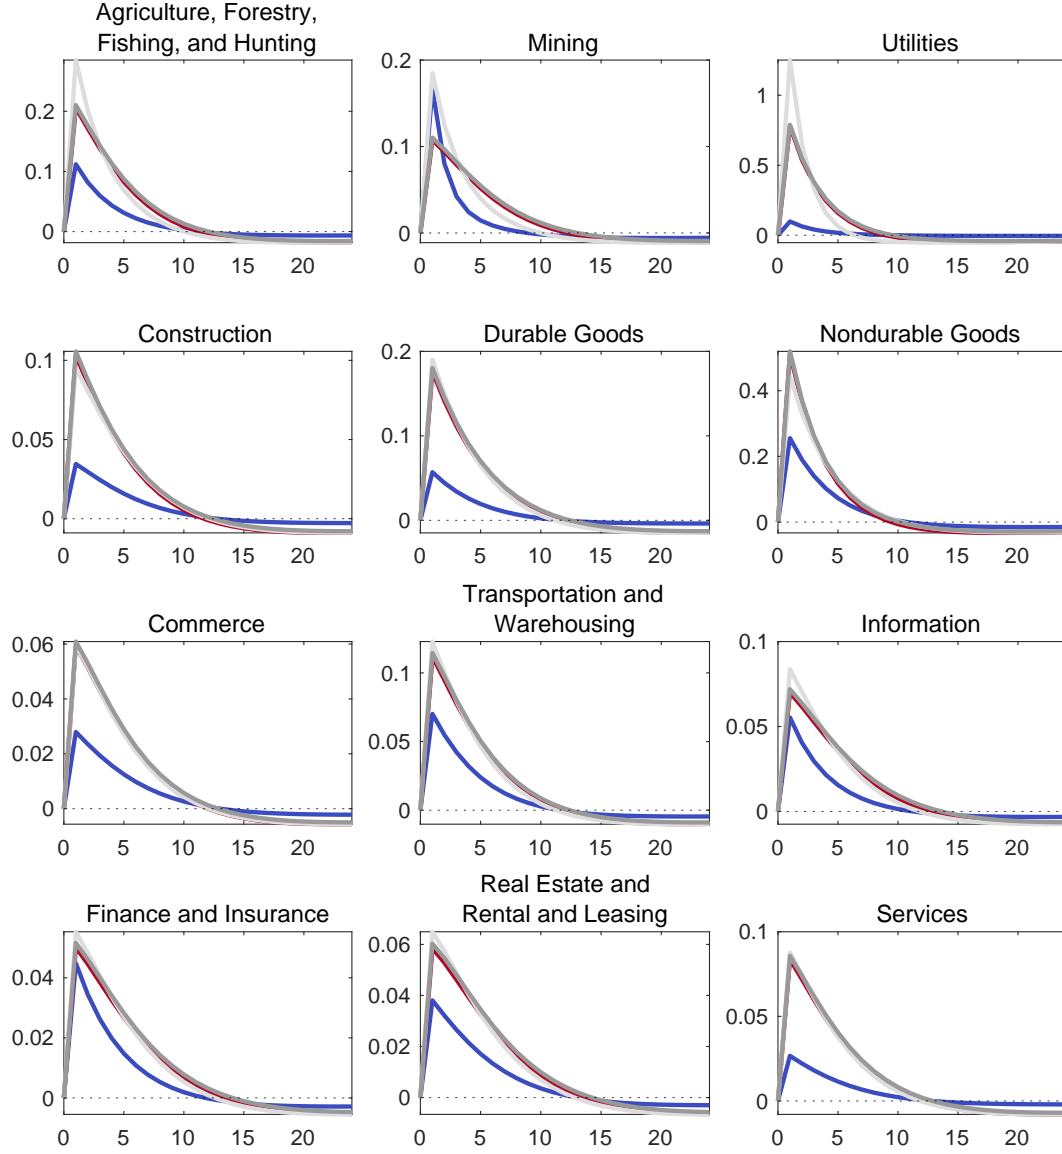 Agriculture, Forestry,
Fishing, and Hunting
0.2
0.1
0
0 5 10 15 20
Mining
0.2
0.1
0
0 5 10 15 20
Utilities
1
0.5
0
0 5 10 15 20
Construction
0.1
0.05
0
0 5 10 15 20
Durable Goods
0.2
0.1
0
0 5 10 15 20
Nondurable Goods
0.4
0.2
0
0 5 10 15 20
Commerce
0.06
0.04
0.02
0
0 5 10 15 20
Transportation and
Warehousing
0.1
0.05
0
0 5 10 15 20
Information
0.1
0.05
0
0 5 10 15 20
Finance and Insurance
0.04
0.02
0
0 5 10 15 20
Real Estate and
Rental and Leasing
0.06
0.04
0.02
0
0 5 10 15 20
Services
0.1
0.05
0
0 5 10 15 20